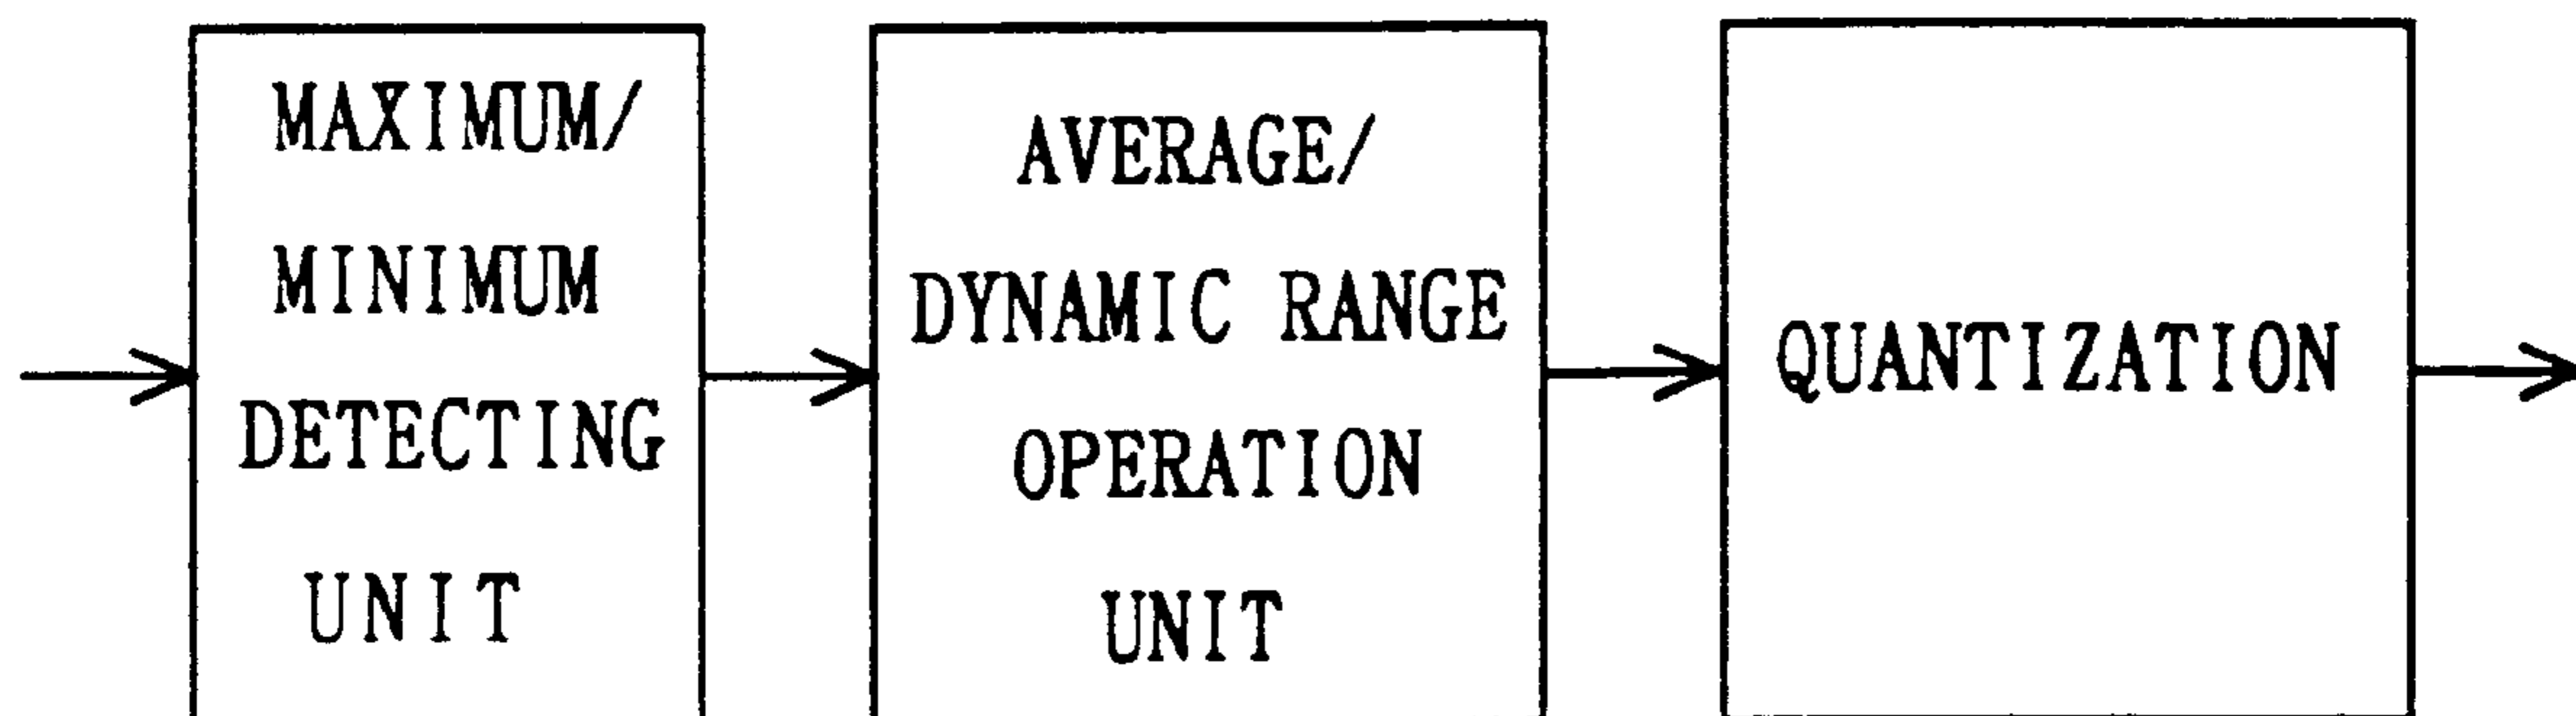 MAXIMUM/
MINIMUM
DETECTING
UNIT
AVERAGE/
DYNAMIC RANGE
OPERATION
UNIT
QUANTIZATION